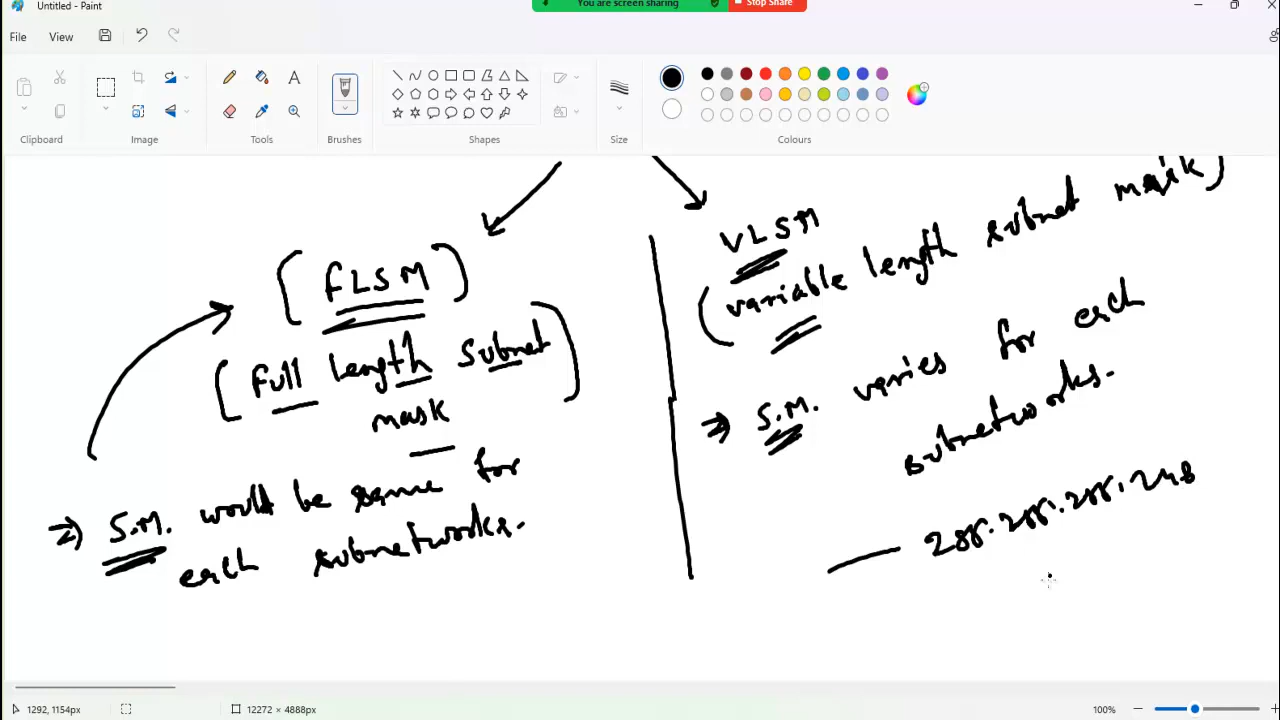 Untitled - Paint
You are screen sharing
Stop Share
File
View
Clipboard
Image
Tools
Brushes
Shapes
Size
Colours
[FLSM]
[Full length subnet
mask]
=> S.M. would be same for
each subnetworks.
VLSM
(variable length subnet mask)
=> S.M. varies for each
subnetworks.
— 255.255.255.248
1292, 1154px
12272 × 4888px
100%